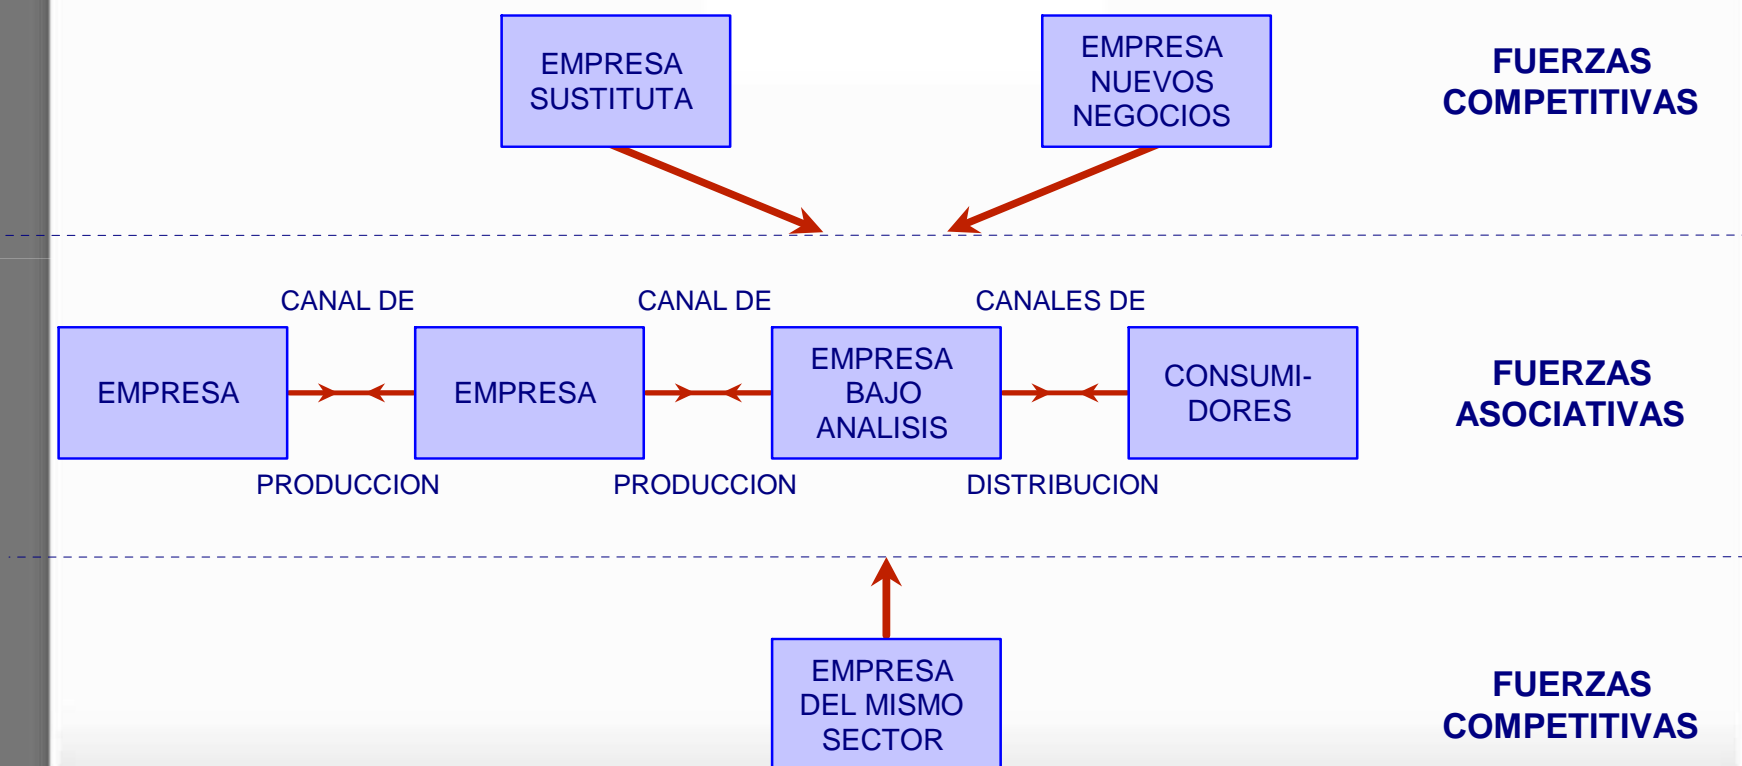 EMPRESA
SUSTITUTA
EMPRESA
NUEVOS
NEGOCIOS
FUERZAS
COMPETITIVAS
CANAL DE
CANAL DE
CANALES DE
EMPRESA
EMPRESA
EMPRESA
BAJO
ANALISIS
CONSUMI-
DORES
FUERZAS
ASOCIATIVAS
PRODUCCION
PRODUCCION
DISTRIBUCION
EMPRESA
DEL MISMO
SECTOR
FUERZAS
COMPETITIVAS